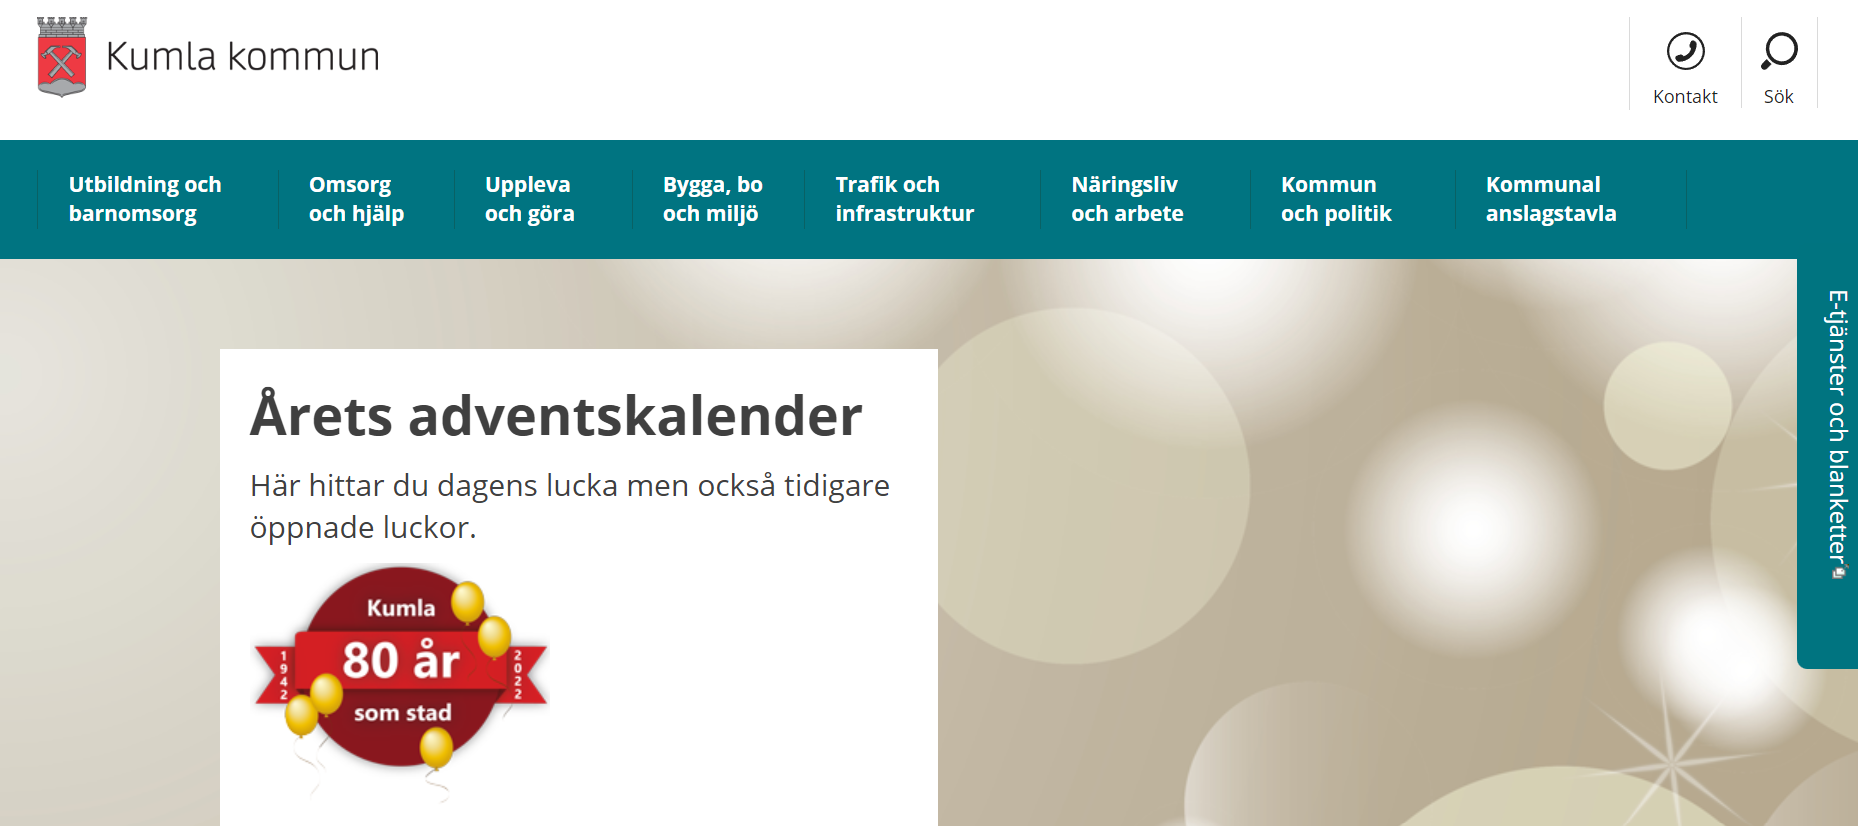 Kumla kommun
Kontakt
Sök
Utbildning och
barnomsorg
Omsorg
och hjälp
Uppleva
och göra
Bygga, bo
och miljö
Trafik och
infrastruktur
Näringsliv
och arbete
Kommun
och politik
Kommunal
anslagstavla
E-tjänster och blanketter
Årets adventskalender
Här hittar du dagens lucka men också tidigare
öppnade luckor.
Kumla
1942
80 år
2022
som stad